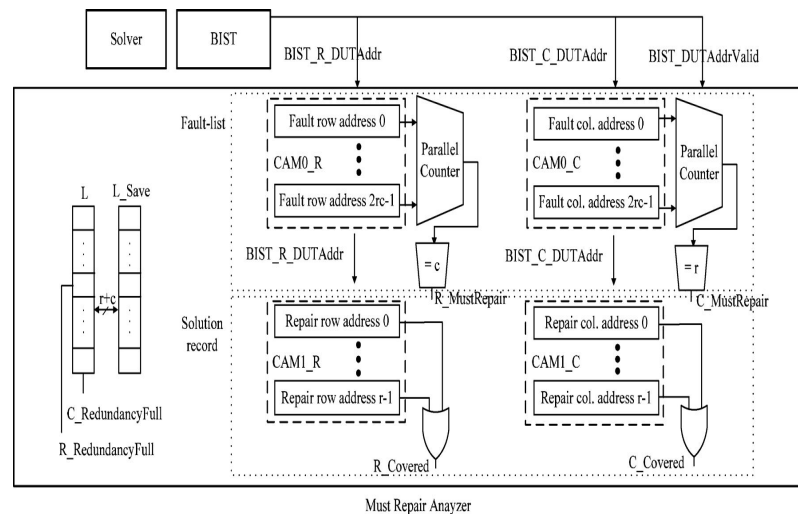 Solver
BIST
BIST_R_DUTAddr
BIST_C_DUTAddr
BIST_DUTAddrValid
Fault-list
Fault row address 0
CAM0_R
Fault row address 2rc-1
Parallel
Counter
Fault col. address 0
CAM0_C
Fault col. address 2rc-1
Parallel
Counter
L
L_Save
r+c
BIST_R_DUTAddr
= c
R_MustRepair
BIST_C_DUTAddr
= r
C_MustRepair
Solution
record
Repair row address 0
CAM1_R
Repair row address r-1
Repair col. address 0
CAM1_C
Repair col. address r-1
C_RedundancyFull
R_RedundancyFull
R_Covered
C_Covered
Must Repair Anayzer